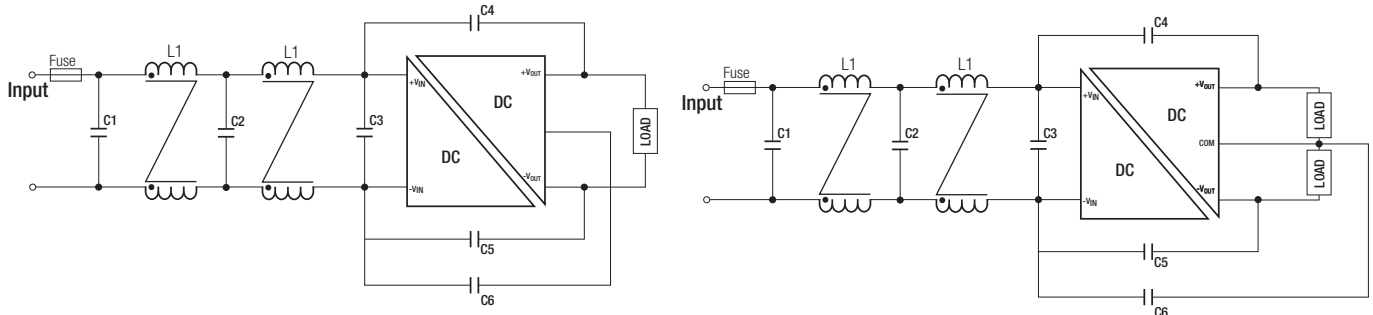 C4
L1
L1
Fuse
Input
+VIN
+VOUT
DC
C1
C2
C3
LOAD
DC
-VIN
-VOUT
C5
C6
C4
L1
L1
Fuse
Input
+VIN
+VOUT
DC
LOAD
C1
C2
C3
COM
DC
LOAD
-VIN
-VOUT
C5
C6